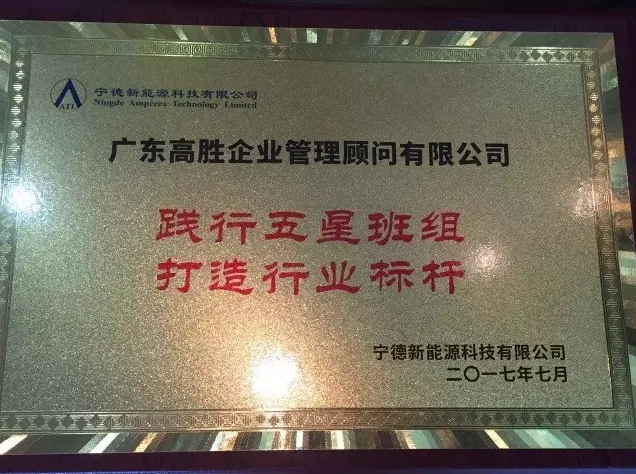 ATL
宁德新能源科技有限公司
Ningde Amperex Technology Limited
广东高胜企业管理顾问有限公司
践行五星班组
打造行业标杆
宁德新能源科技有限公司
二〇一七年七月